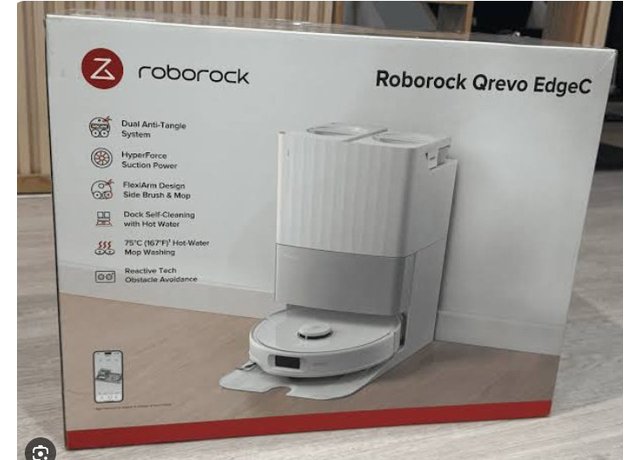 roborock
Roborock Qrevo EdgeC
Dual Anti-Tangle
System
HyperForce
Suction Power
FlexiArm Design
Side Brush & Mop
Dock Self-Cleaning
with Hot Water
75°C (167°F)¹ Hot-Water
Mop Washing
Reactive Tech
Obstacle Avoidance